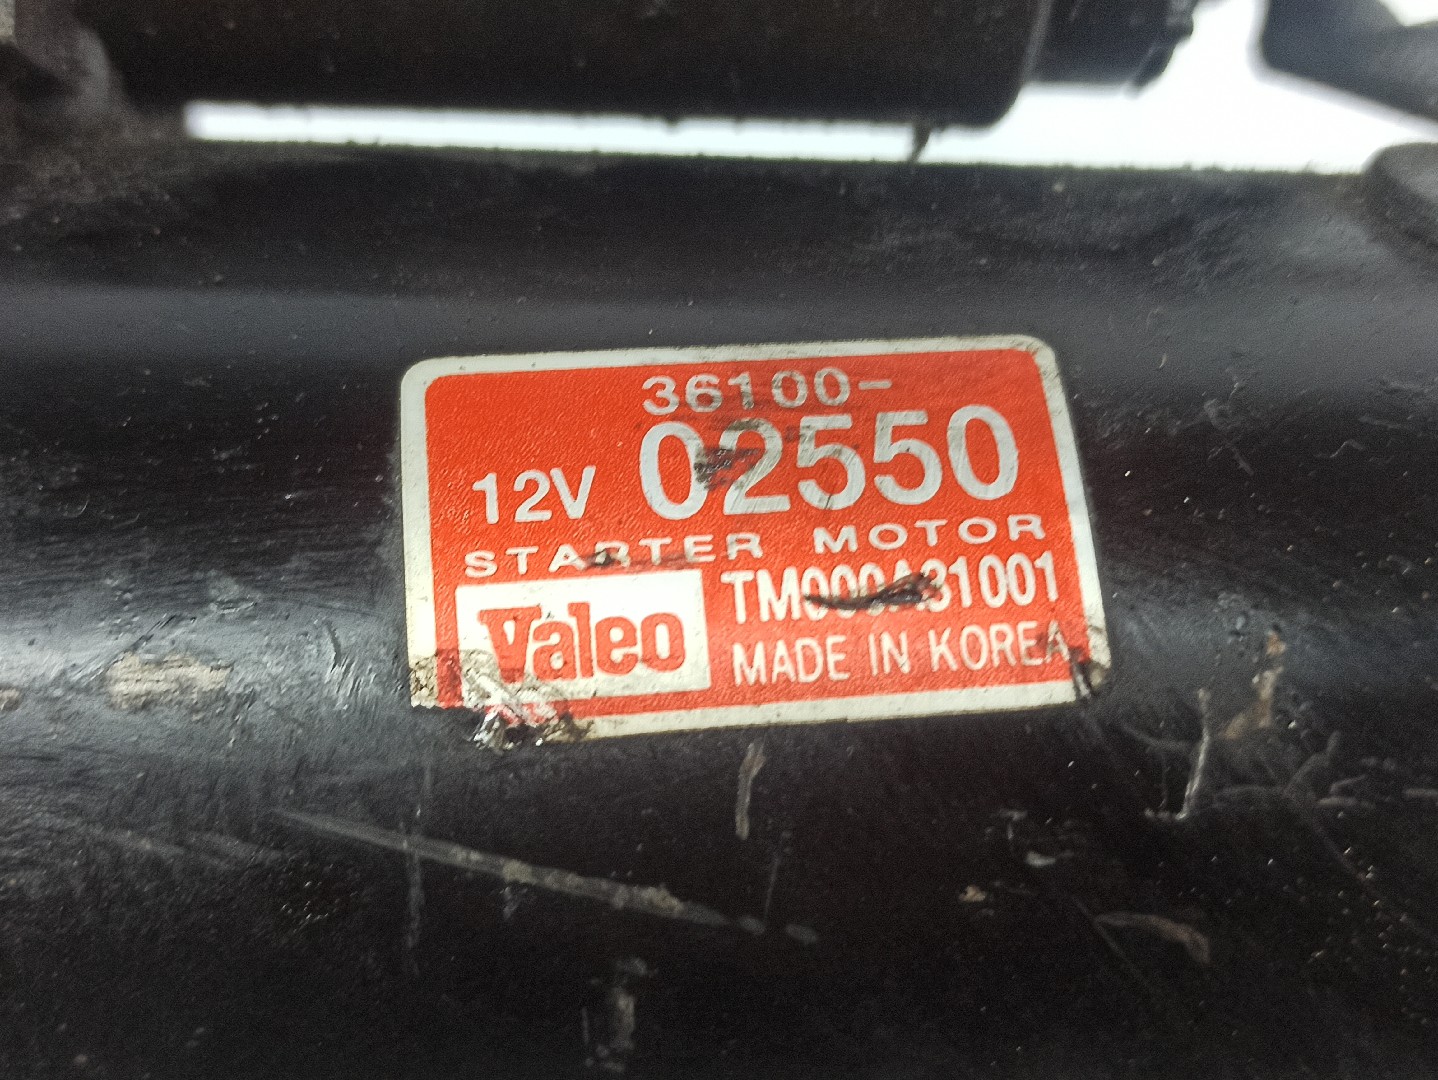 36100-
12V 02550
STARTER MOTOR
Valeo TM000A31001
MADE IN KOREA